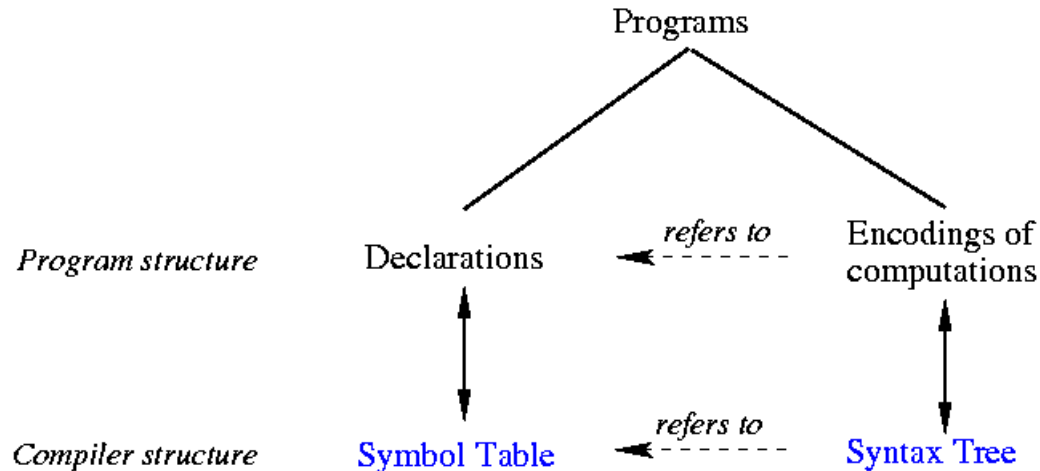 Programs
Program structure
Declarations
refers to
Encodings of
computations
Compiler structure
Symbol Table
refers to
Syntax Tree